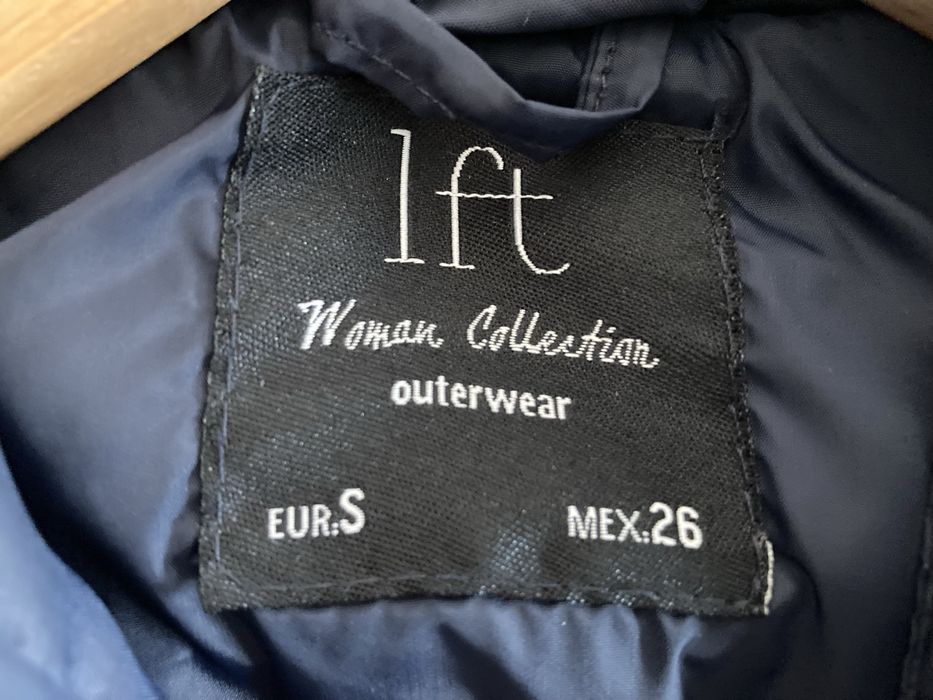 lft
Woman Collection
outerwear
EUR:S MEX:26